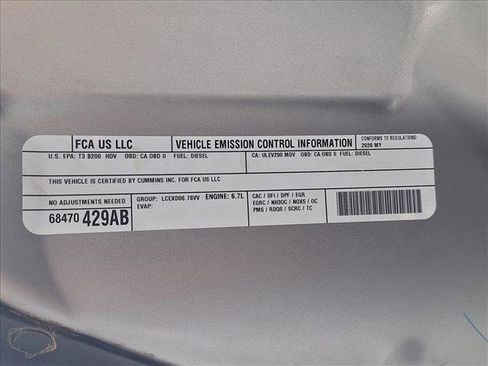 FCA US LLC VEHICLE EMISSION CONTROL INFORMATION CONFORMS TO REGULATIONS:
2020 MY
U.S. EPA: T3 B200 HDV OBD: CA OBD II FUEL: DIESEL CA: ULEV200 MDV OBD: CA OBD II FUEL: DIESEL
THIS VEHICLE IS CERTIFIED BY CUMMINS INC. FOR FCA US LLC
NO ADJUSTMENTS NEEDED
68470 429AB
GROUP: LCEXD06.78VV ENGINE: 6.7L
EVAP:
CAC / DFI / DPF / EGR
EGRC / NH3OC / NOXS / OC
PMS / RDQS / SCRC / TC